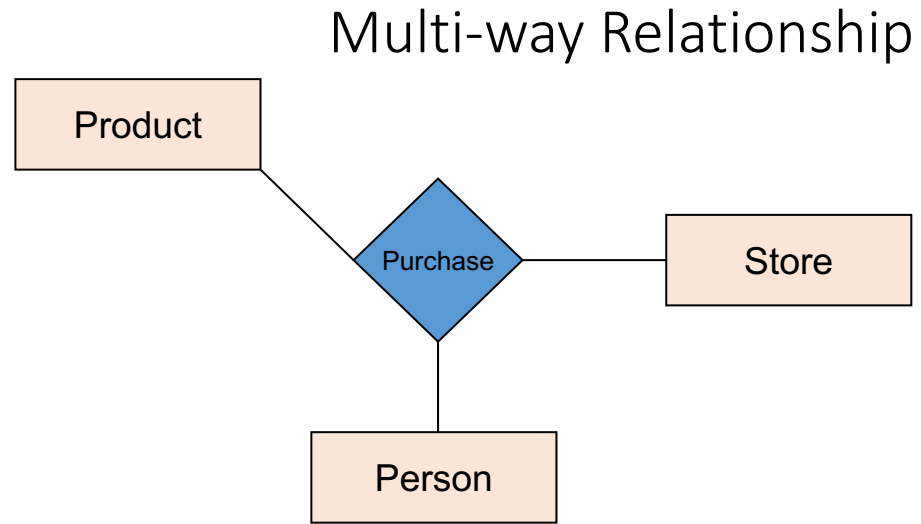 Multi-way Relationship
Product
Purchase
Store
Person